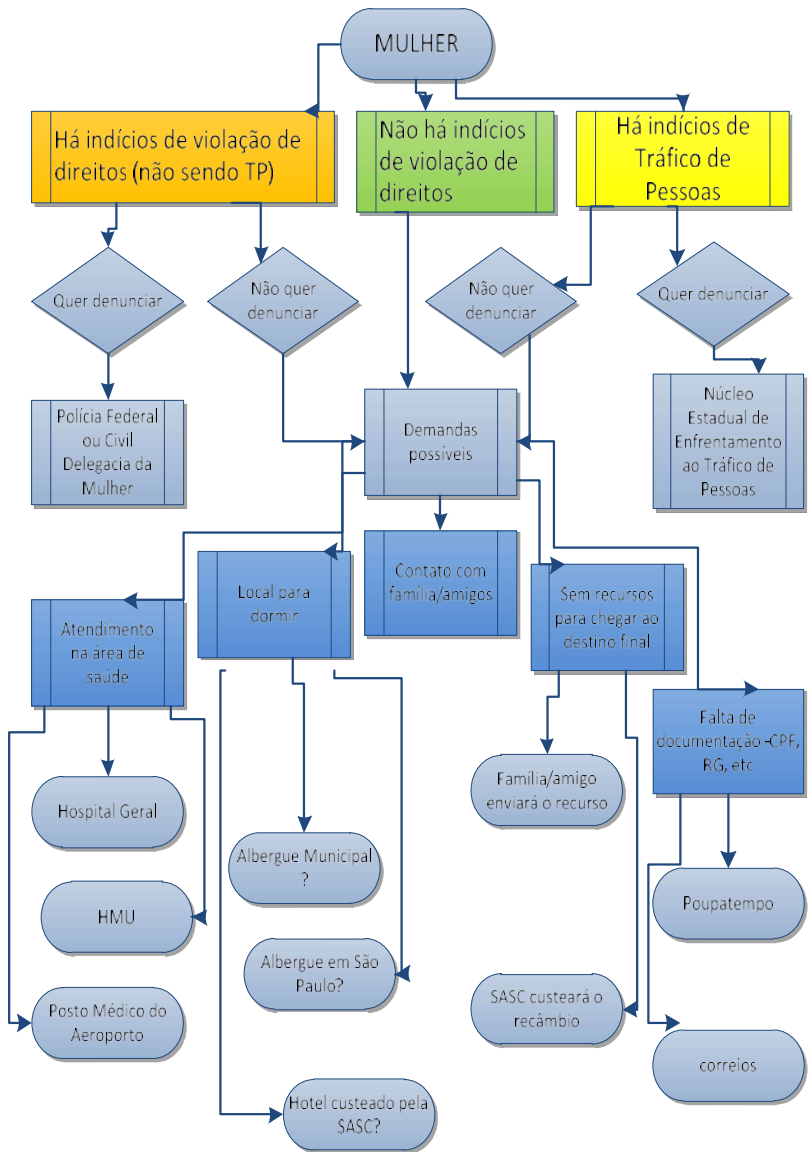 MULHER
Há indícios de violação de
direitos (não sendo TP)
Não há indícios
de violação de
direitos
Há indícios de
Tráfico de
Pessoas
Quer denunciar
Não quer
denunciar
Não quer
denunciar
Quer denunciar
Polícia Federal
ou Civil
Delegacia da
Mulher
Demandas
possíveis
Núcleo
Estadual de
Enfrentamento
ao Tráfico de
Pessoas
Atendimento
na área de
saúde
Local para
dormir
Contato com
família/amigos
Sem recursos
para chegar ao
destino final
Falta de
documentação -CPF,
RG, etc
Hospital Geral
HMU
Posto Médico do
Aeroporto
Albergue Municipal
?
Albergue em São
Paulo?
Hotel custeado pela
SASC?
Família/amigo
enviará o recurso
SASC custeará o
recâmbio
Poupatempo
correios